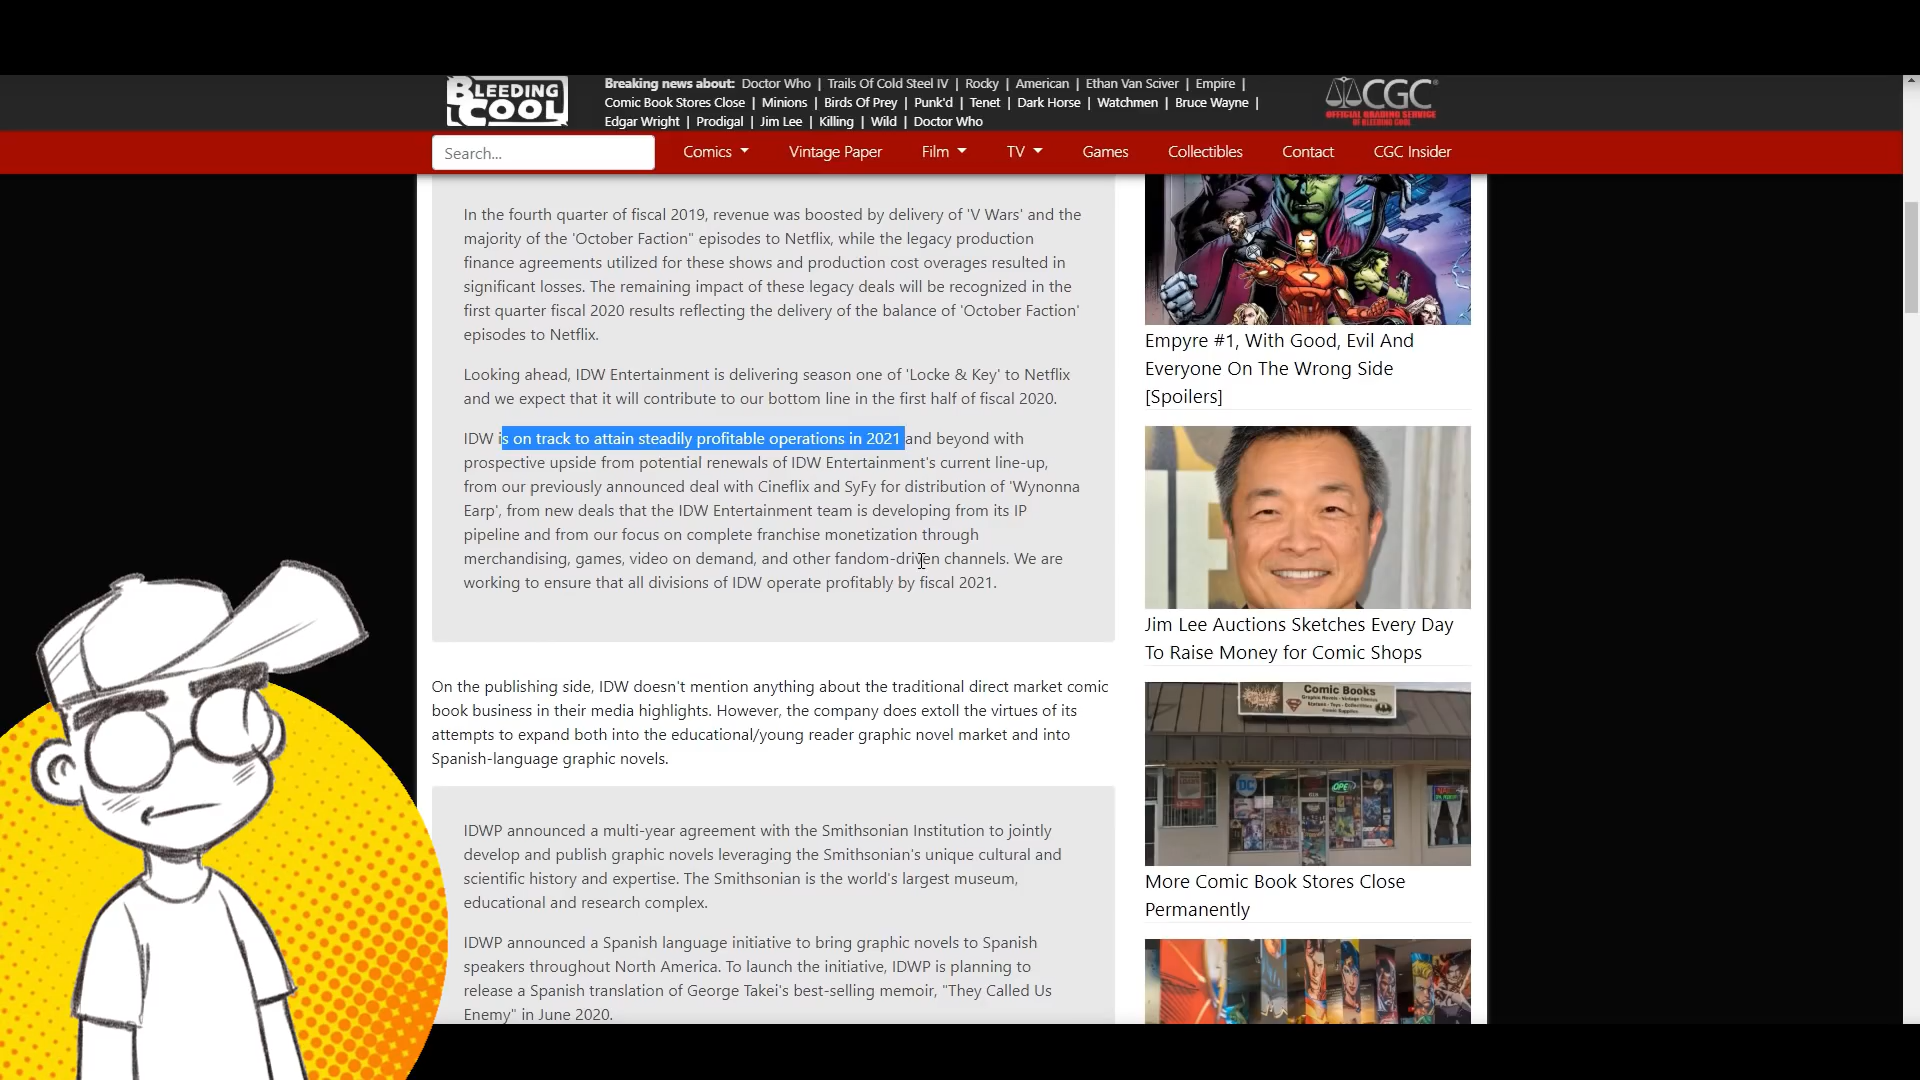 BLEEDING
COOL
Breaking news about: Doctor Who | Trails Of Cold Steel IV | Rocky | American | Ethan Van Sciver | Empire |
Comic Book Stores Close | Minions | Birds Of Prey | Punk'd | Tenet | Dark Horse | Watchmen | Bruce Wayne |
Edgar Wright | Prodigal | Jim Lee | Killing | Wild | Doctor Who
CGC
OFFICIAL GRADING SERVICE
OF BLEEDING COOL
Search... Comics Vintage Paper Film TV Games Collectibles Contact CGC Insider
In the fourth quarter of fiscal 2019, revenue was boosted by delivery of 'V Wars' and the
majority of the 'October Faction" episodes to Netflix, while the legacy production
finance agreements utilized for these shows and production cost overages resulted in
significant losses. The remaining impact of these legacy deals will be recognized in the
first quarter fiscal 2020 results reflecting the delivery of the balance of 'October Faction'
episodes to Netflix.
Looking ahead, IDW Entertainment is delivering season one of 'Locke & Key' to Netflix
and we expect that it will contribute to our bottom line in the first half of fiscal 2020.
IDW is on track to attain steadily profitable operations in 2021 and beyond with
prospective upside from potential renewals of IDW Entertainment's current line-up,
from our previously announced deal with Cineflix and SyFy for distribution of 'Wynonna
Earp', from new deals that the IDW Entertainment team is developing from its IP
pipeline and from our focus on complete franchise monetization through
merchandising, games, video on demand, and other fandom-driven channels. We are
working to ensure that all divisions of IDW operate profitably by fiscal 2021.
On the publishing side, IDW doesn't mention anything about the traditional direct market comic
book business in their media highlights. However, the company does extoll the virtues of its
attempts to expand both into the educational/young reader graphic novel market and into
Spanish-language graphic novels.
IDWP announced a multi-year agreement with the Smithsonian Institution to jointly
develop and publish graphic novels leveraging the Smithsonian's unique cultural and
scientific history and expertise. The Smithsonian is the world's largest museum,
educational and research complex.
IDWP announced a Spanish language initiative to bring graphic novels to Spanish
speakers throughout North America. To launch the initiative, IDWP is planning to
release a Spanish translation of George Takei's best-selling memoir, "They Called Us
Enemy" in June 2020.
Empyre #1, With Good, Evil And
Everyone On The Wrong Side
[Spoilers]
Jim Lee Auctions Sketches Every Day
To Raise Money for Comic Shops
Comic Books
DC
OPEN
More Comic Book Stores Close
Permanently